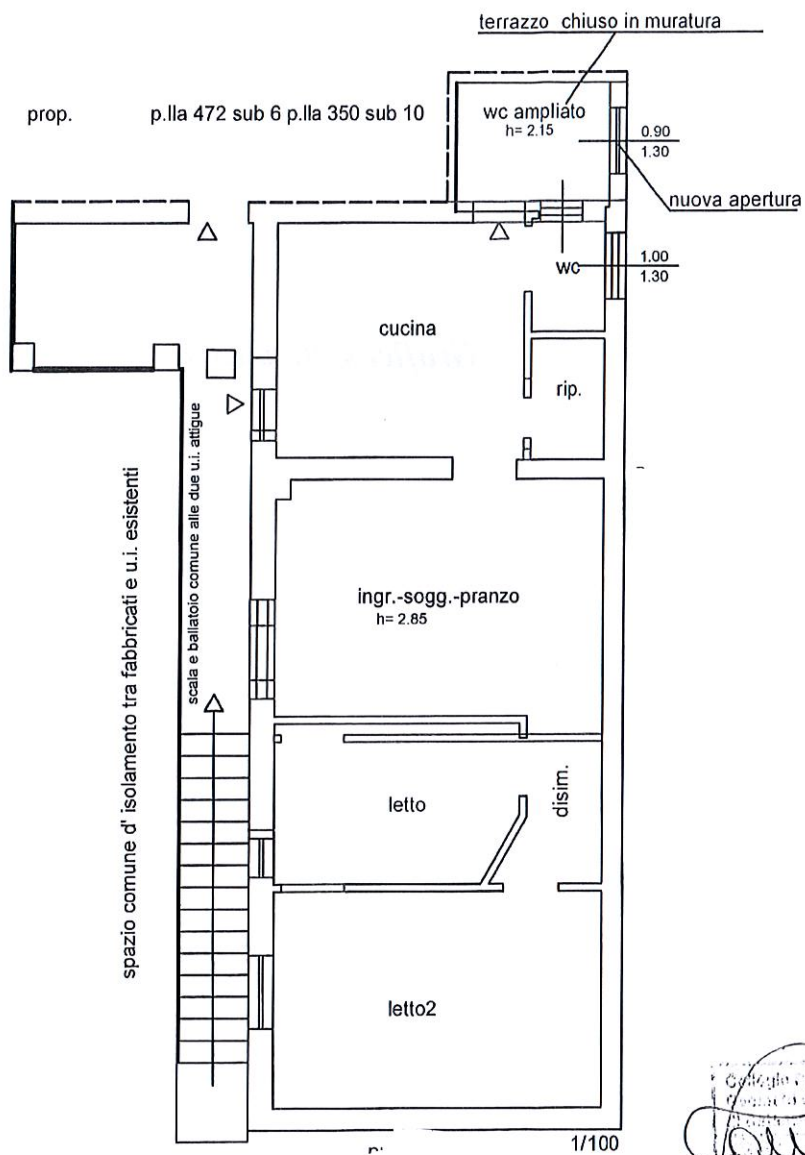 terrazzo chiuso in muratura
prop. p.lla 472 sub 6 p.lla 350 sub 10
wc ampliato
h= 2.15
0.90
1.30
nuova apertura
wc
1.00
1.30
cucina
rip.
scala e ballatoio comune alle due u.i. attigue
spazio comune d' isolamento tra fabbricati e u.i. esistenti
ingr.-sogg.-pranzo
h= 2.85
letto
disim.
letto2
1/100